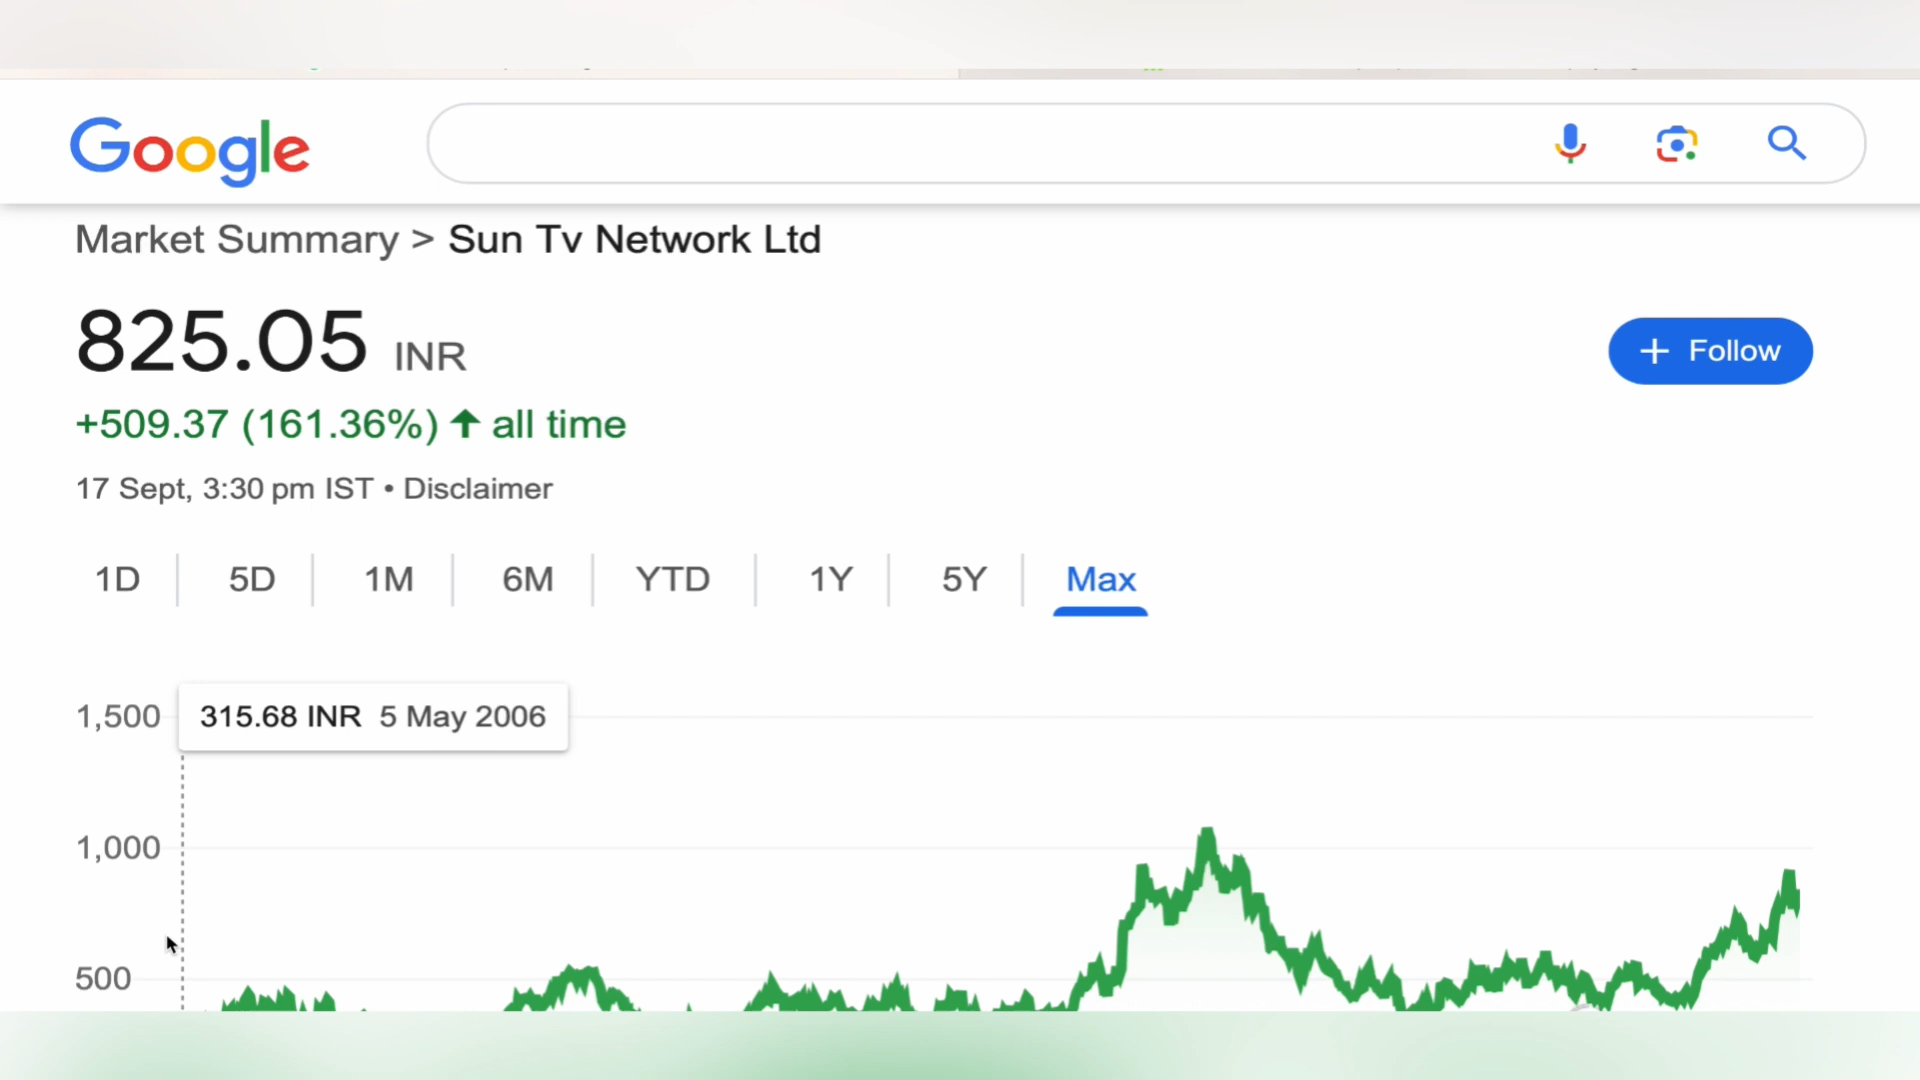 Google
Market Summary > Sun Tv Network Ltd
825.05 INR
+ Follow
+509.37 (161.36%) ↑ all time
17 Sept, 3:30 pm IST • Disclaimer
1D 5D 1M 6M YTD 1Y 5Y Max
1,500
315.68 INR 5 May 2006
1,000
500